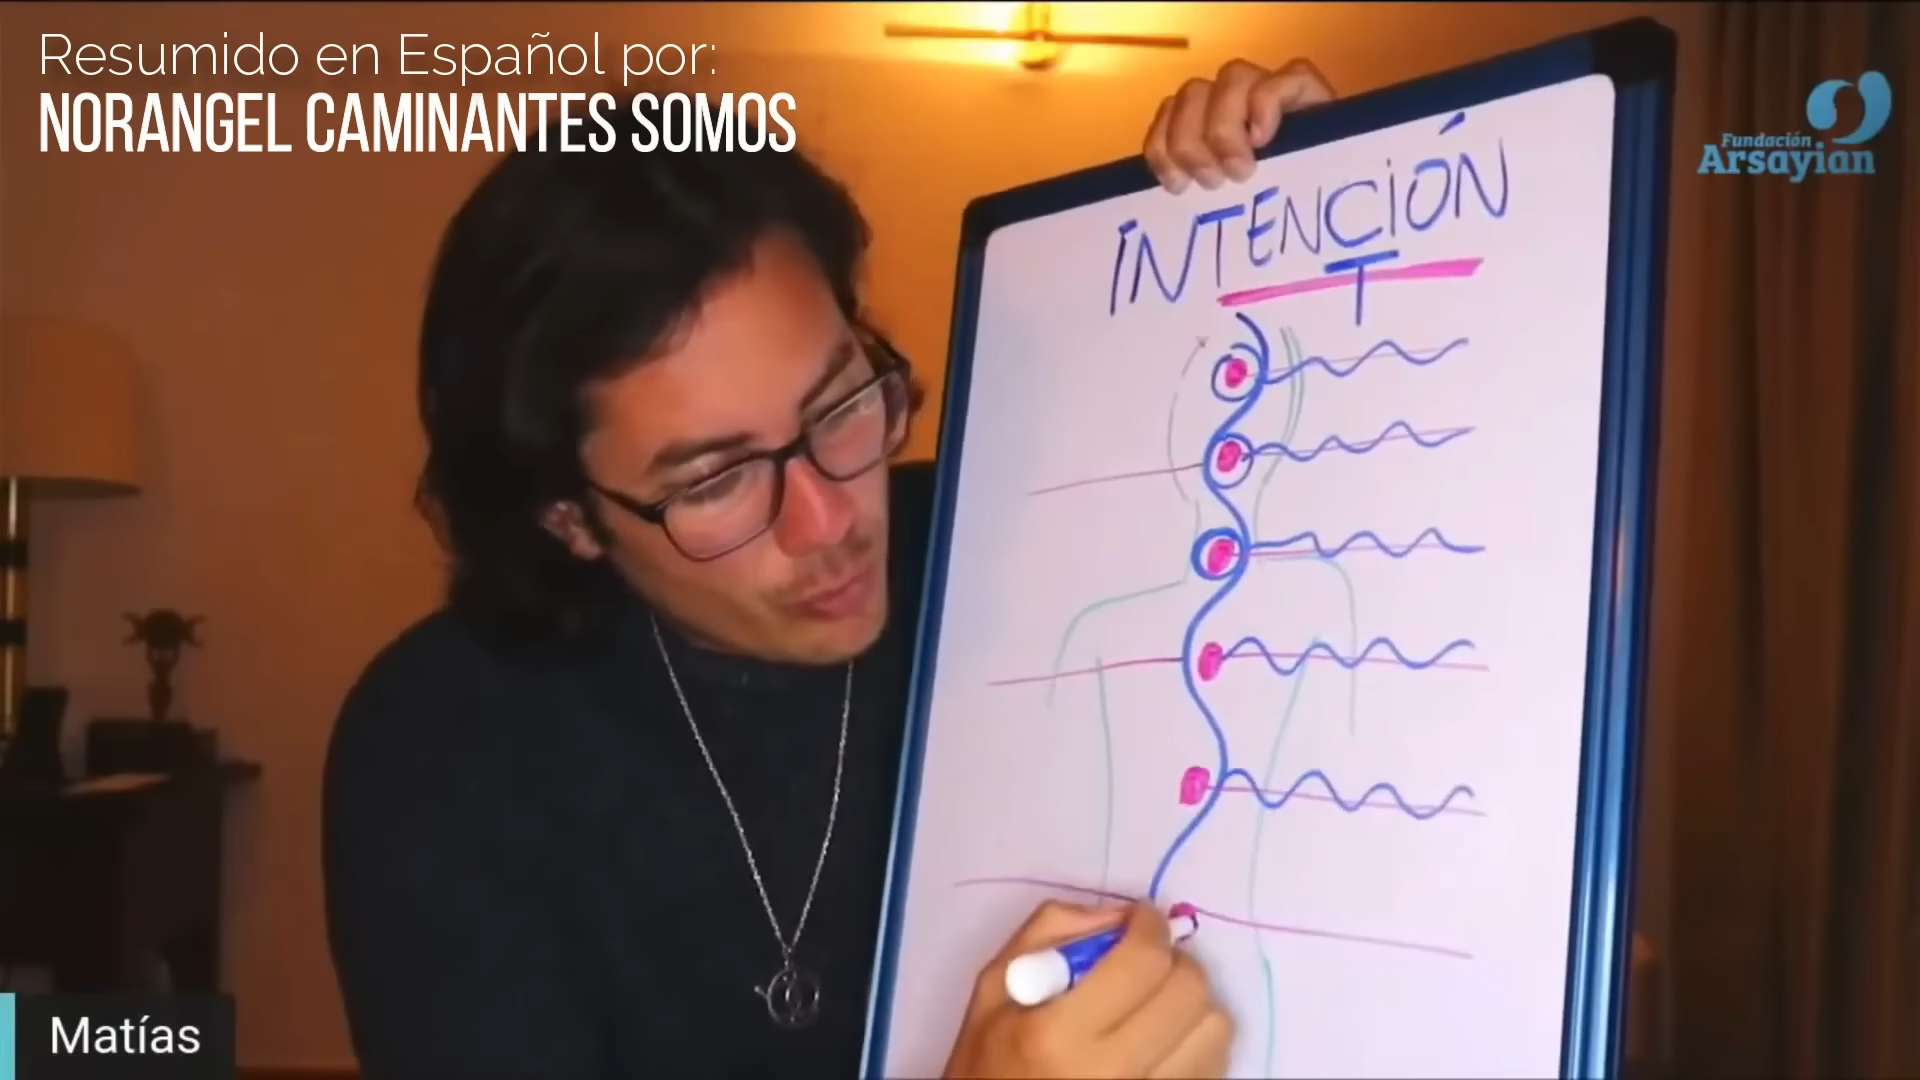 Resumido en Español por:
NORANGEL CAMINANTES SOMOS
Fundación
Arsayian
INTENCIÓN
T
Matías